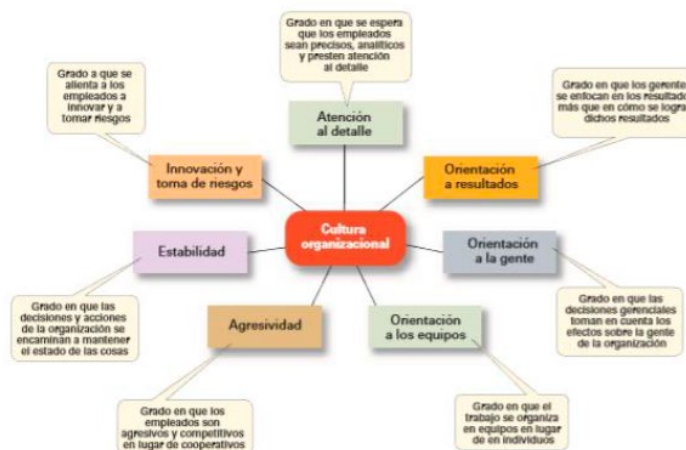 Grado en que se espera
que los empleados
sean precisos, analíticos
y presten atención
al detalle
Atención
al detalle
Grado a que se
alienta a los
empleados a
innovar y a
tomar riesgos
Innovación y
toma de riesgos
Grado en que los gerente
se enfocan en los resultado
más que en cómo se logra
dichos resultados
Orientación
a resultados
Cultura
organizacional
Estabilidad
Grado en que las
decisiones y acciones
de la organización se
encaminan a mantener
el estado de las cosas
Orientación
a la gente
Grado en que las
decisiones gerenciales
toman en cuenta los
efectos sobre la gente
de la organización
Agresividad
Grado en que los
empleados son
agresivos y competitivos
en lugar de cooperativos
Orientación
a los equipos
Grado en que el
trabajo se organiza
en equipos en lugar
de en individuos